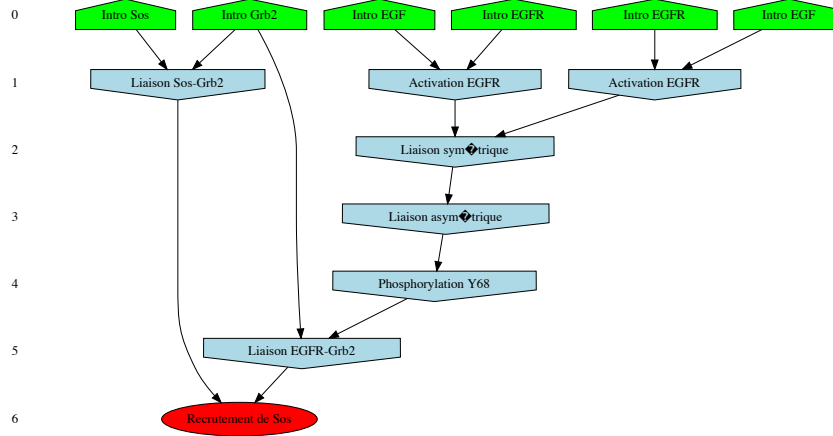 0 Intro Sos Intro Grb2 Intro EGF Intro EGFR Intro EGFR Intro EGF
1 Liaison Sos-Grb2 Activation EGFR Activation EGFR
2 Liaison sym�trique
3 Liaison asym�trique
4 Phosphorylation Y68
5 Liaison EGFR-Grb2
6 Recrutement de Sos